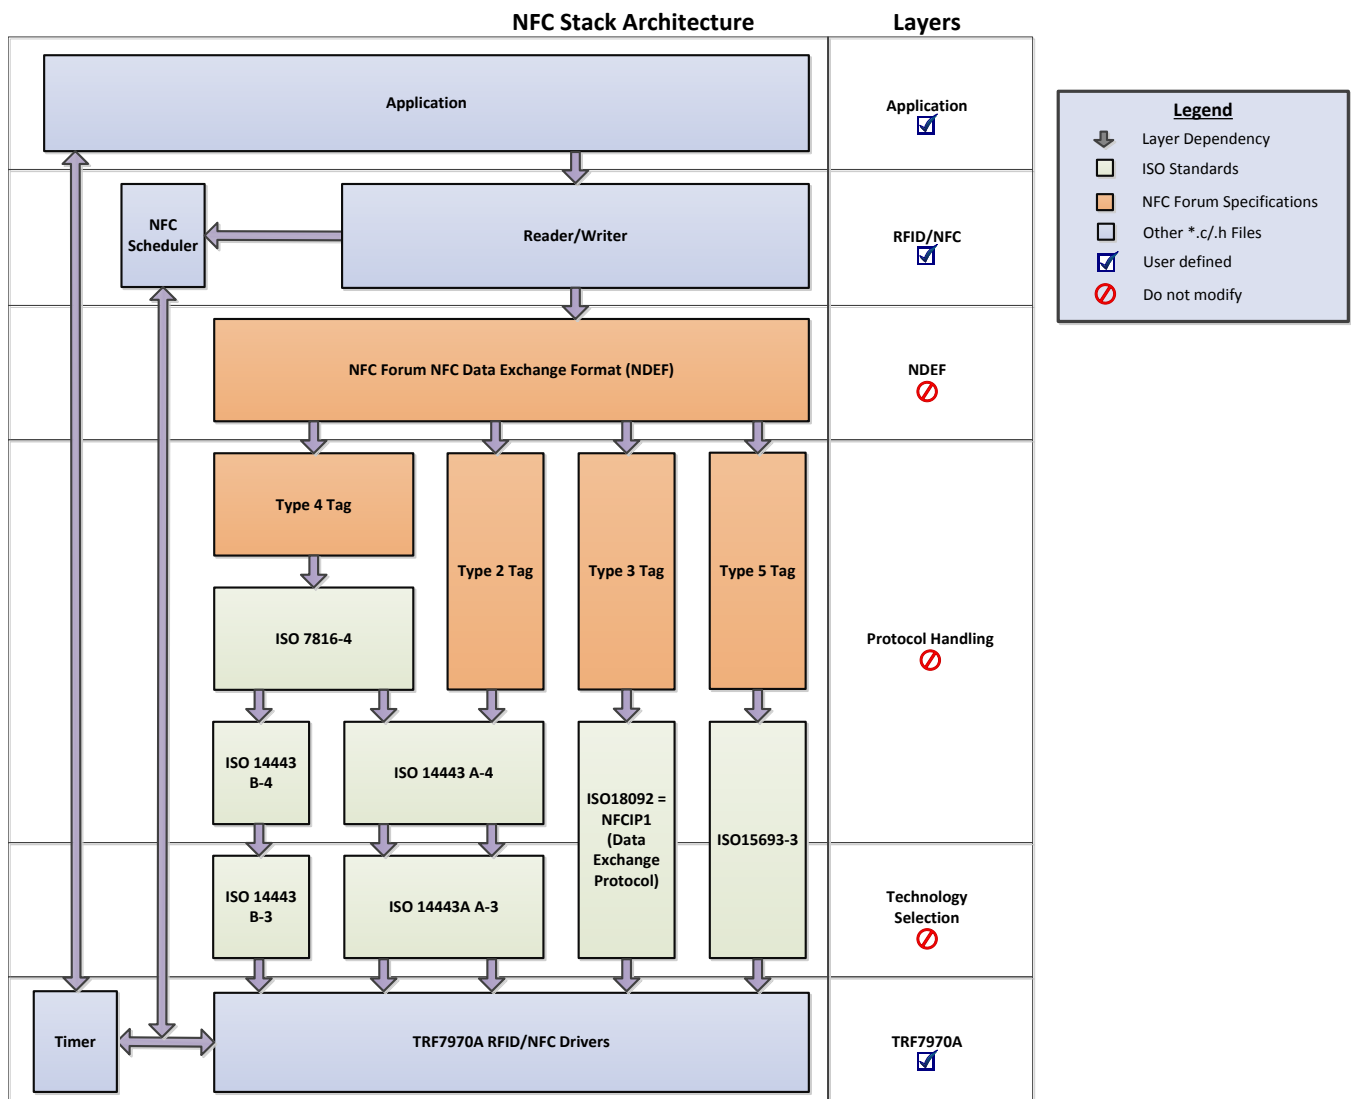 NFC Stack Architecture
Layers
Application
Application
Legend
Layer Dependency
ISO Standards
NFC Forum Specifications
Other *.c/.h Files
User defined
Do not modify
NFC
Scheduler
Reader/Writer
RFID/NFC
NFC Forum NFC Data Exchange Format (NDEF)
NDEF
Type 4 Tag
Type 2 Tag
Type 3 Tag
Type 5 Tag
ISO 7816-4
Protocol Handling
ISO 14443
B-4
ISO 14443 A-4
ISO18092 =
NFCIP1
(Data
Exchange
Protocol)
ISO15693-3
ISO 14443
B-3
ISO 14443A A-3
Technology
Selection
Timer
TRF7970A RFID/NFC Drivers
TRF7970A